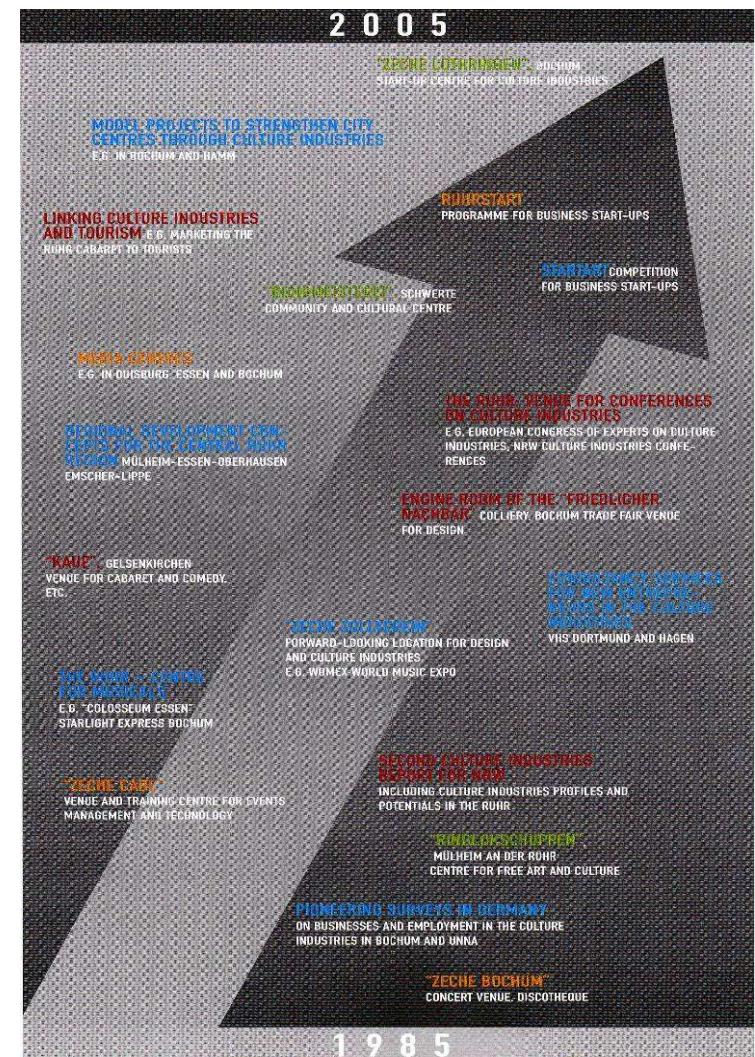 2005
"ZECHE LOTHRINGEN", BOCHUM
START-UP CENTRE FOR CULTURE INDUSTRIES
MODEL PROJECTS TO STRENGTHEN CITY
CENTRES THROUGH CULTURE INDUSTRIES
E.G. IN BOCHUM AND HAMM
RUHRSTART
PROGRAMME FOR BUSINESS START-UPS
LINKING CULTURE INDUSTRIES
AND TOURISM E.G. MARKETING THE
RUHR CABARET TO TOURISTS
STARTART COMPETITION
FOR BUSINESS START-UPS
SCHWERTE
COMMUNITY AND CULTURAL CENTRE
MEDIA CENTRES
E.G. IN DUISBURG, ESSEN AND BOCHUM
THE RUHR, VENUE FOR CONFERENCES
ON CULTURE INDUSTRIES
E.G. EUROPEAN CONGRESS OF EXPERTS ON CULTURE
INDUSTRIES, NRW CULTURE INDUSTRIES CONFE-
RENCES
REGIONAL DEVELOPMENT CON-
CEPTS FOR THE CENTRAL RUHR
REGION MÜLHEIM-ESSEN-OBERHAUSEN
EMSCHER-LIPPE
ENGINE ROOM OF THE "FRIEDLICHER
NACHBAR" COLLIERY, BOCHUM TRADE FAIR VENUE
FOR DESIGN
"KAUE", GELSENKIRCHEN
VENUE FOR CABARET AND COMEDY,
ETC.
CONSULTANCY SERVICES
FOR NEW ENTREPRE-
NEURS IN THE CULTURE
INDUSTRIES
VHS DORTMUND AND HAGEN
"ZECHE ZOLLVEREIN"
FORWARD-LOOKING LOCATION FOR DESIGN
AND CULTURE INDUSTRIES
E.G. WOMEX WORLD MUSIC EXPO
THE RUHR – CENTRE
FOR MUSICALS
E.G. "COLOSSEUM ESSEN"
STARLIGHT EXPRESS BOCHUM
SECOND CULTURE INDUSTRIES
REPORT FOR NRW
INCLUDING CULTURE INDUSTRIES PROFILES AND
POTENTIALS IN THE RUHR
"ZECHE CARL"
VENUE AND TRAINING CENTRE FOR EVENTS
MANAGEMENT AND TECHNOLOGY
"RINGLOKSCHUPPEN",
MÜLHEIM AN DER RUHR
CENTRE FOR FREE ART AND CULTURE
PIONEERING SURVEYS IN GERMANY
ON BUSINESSES AND EMPLOYMENT IN THE CULTURE
INDUSTRIES IN BOCHUM AND UNNA
"ZECHE BOCHUM"
CONCERT VENUE, DISCOTHEQUE
1985